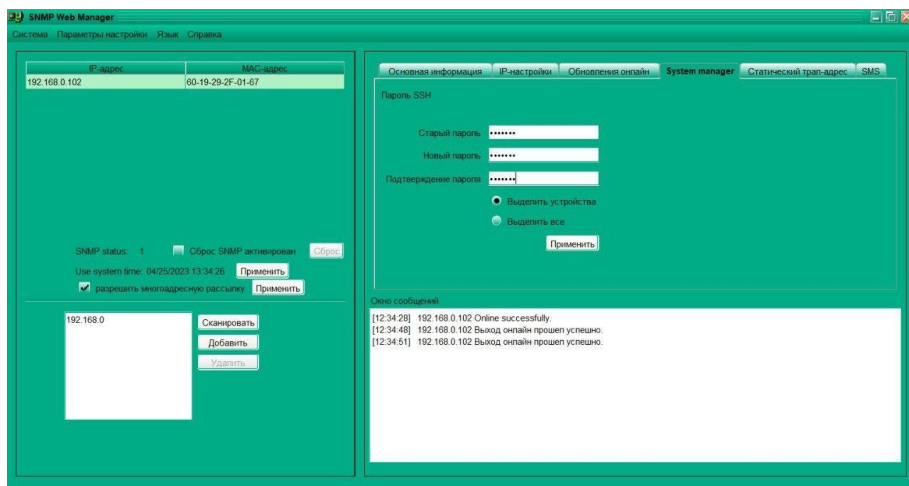 SNMP Web Manager
Система Параметры настройки Язык Справка
IP-адрес MAC-адрес
192.168.0.102 60-19-29-2F-01-67
SNMP status: 1 Сброс SNMP активирован Сброс
Use system time: 04/25/2023 13:34:26 Применить
разрешить многоадресную рассылку Применить
192.168.0
Сканировать
Добавить
Удалить
Основная информация IP-настройки Обновления онлайн System manager Статический трап-адрес SMS
Пароль SSH
Старый пароль •••••••
Новый пароль •••••••
Подтверждение пароля •••••••
Выделить устройства
Выделить все
Применить
Окно сообщений
[12:34:28] 192.168.0.102 Online successfully.
[12:34:48] 192.168.0.102 Выход онлайн прошел успешно.
[12:34:51] 192.168.0.102 Выход онлайн прошел успешно.